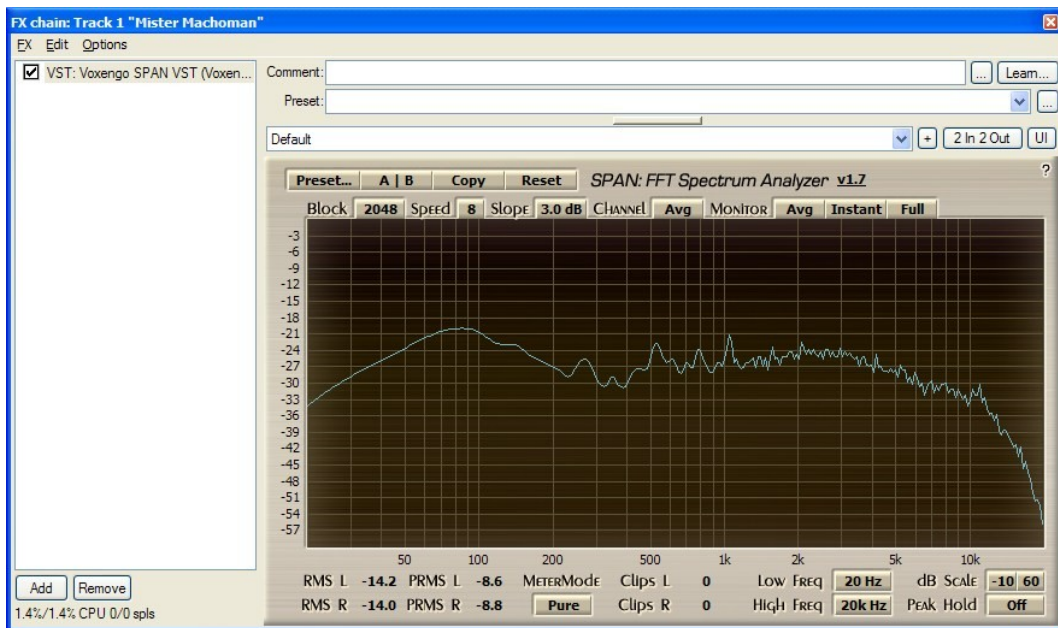 FX chain: Track 1 "Mister Machoman"
FX Edit Options
VST: Voxengo SPAN VST (Voxen...
Comment: ... Learn...
Preset: ...
Default + 2 In 2 Out UI
?
Preset... A | B Copy Reset SPAN: FFT Spectrum Analyzer v1.7
Block 2048 Speed 8 Slope 3.0 dB Channel Avg Monitor Avg Instant Full
-3
-6
-9
-12
-15
-18
-21
-24
-27
-30
-33
-36
-39
-42
-45
-48
-51
-54
-57
50 100 200 500 1k 2k 5k 10k
RMS L -14.2 PRMS L -8.6 MeterMode Clips L 0 Low Freq 20 Hz dB Scale -10 60
RMS R -14.0 PRMS R -8.8 Pure Clips R 0 High Freq 20k Hz Peak Hold Off
Add Remove
1.4%/1.4% CPU 0/0 spls